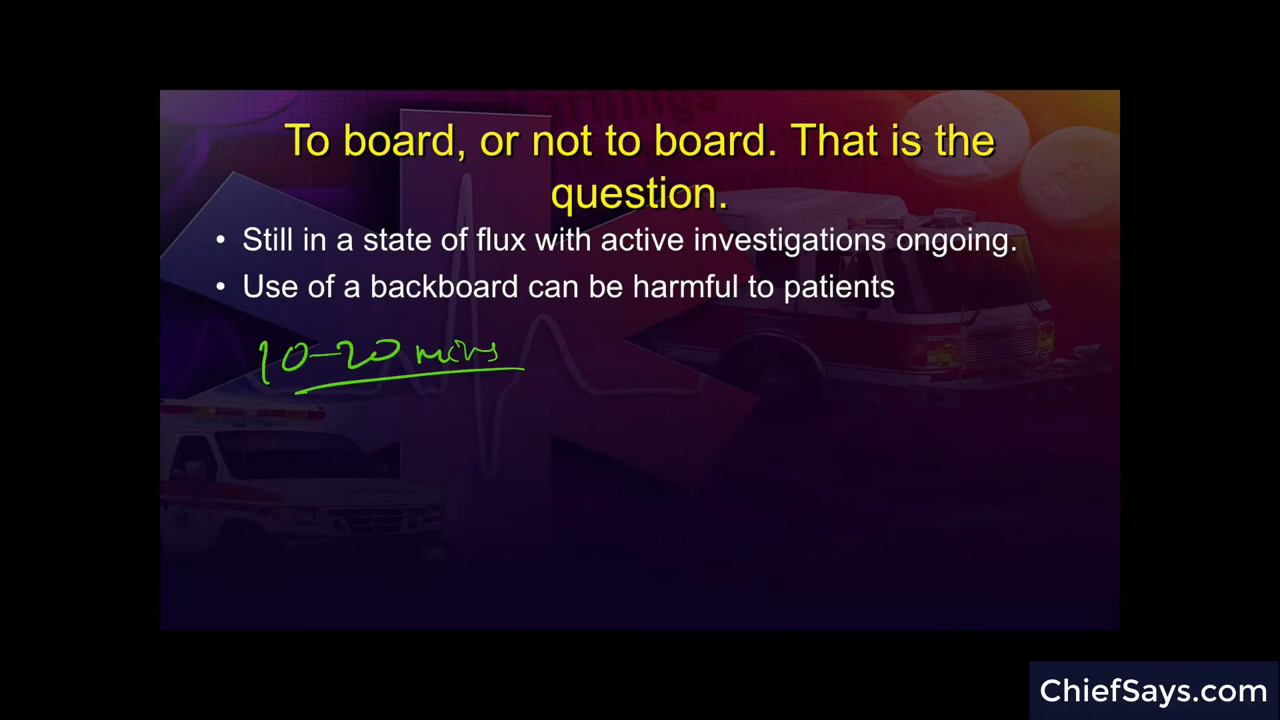 To board, or not to board. That is the
question.
• Still in a state of flux with active investigations ongoing.
• Use of a backboard can be harmful to patients
10-20 mins
ChiefSays.com